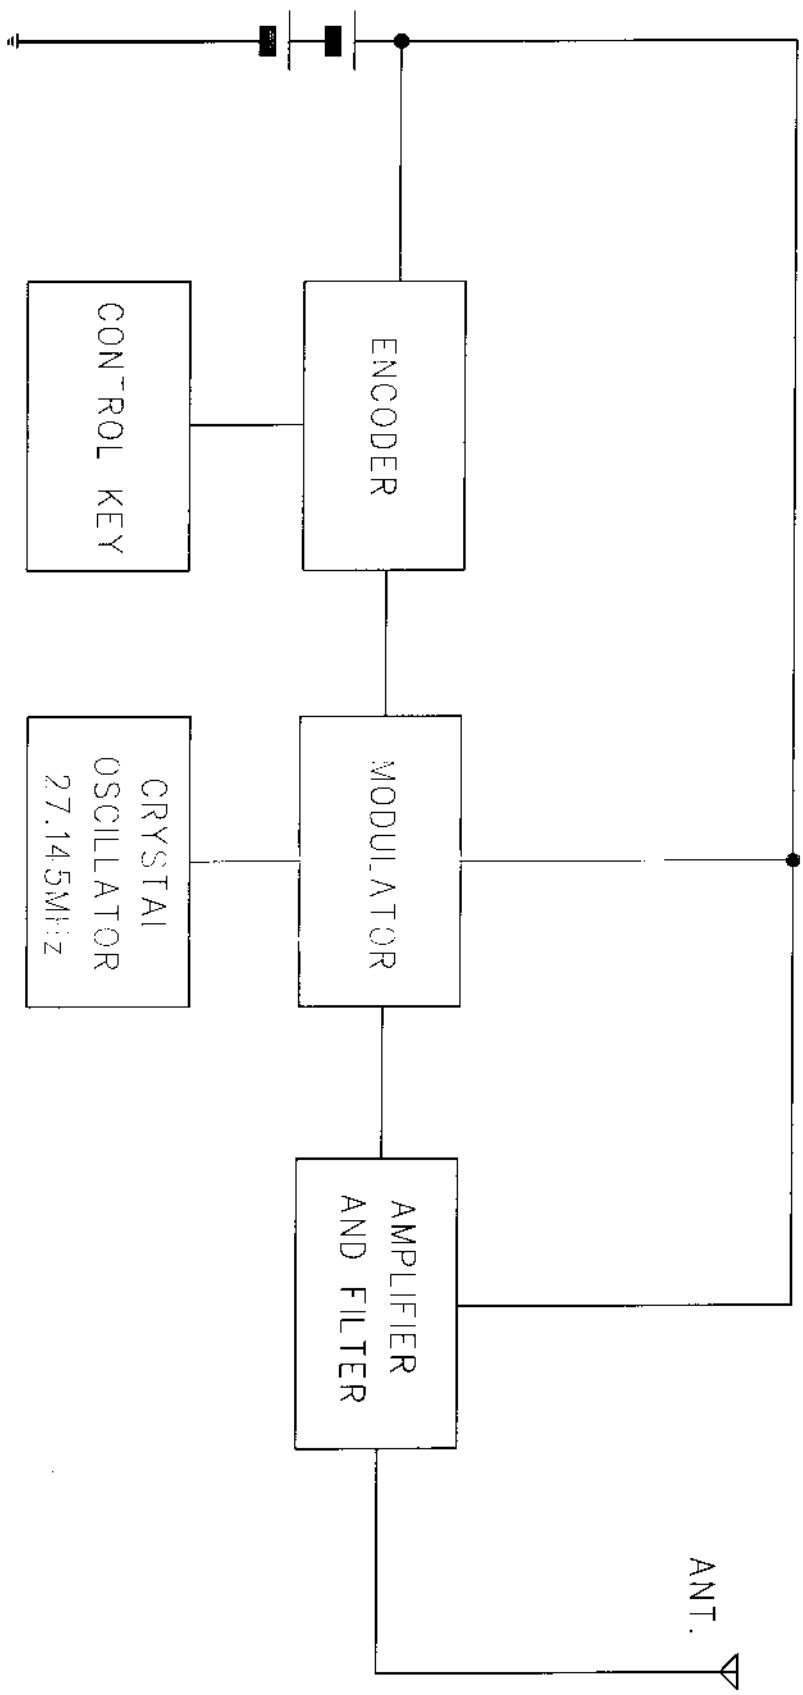 ANT.
ENCODER
MODULATOR
AMPLIFIER
AND FILTER
CONTROL KEY
CRYSTAL
OSCILLATOR
27.145MHz